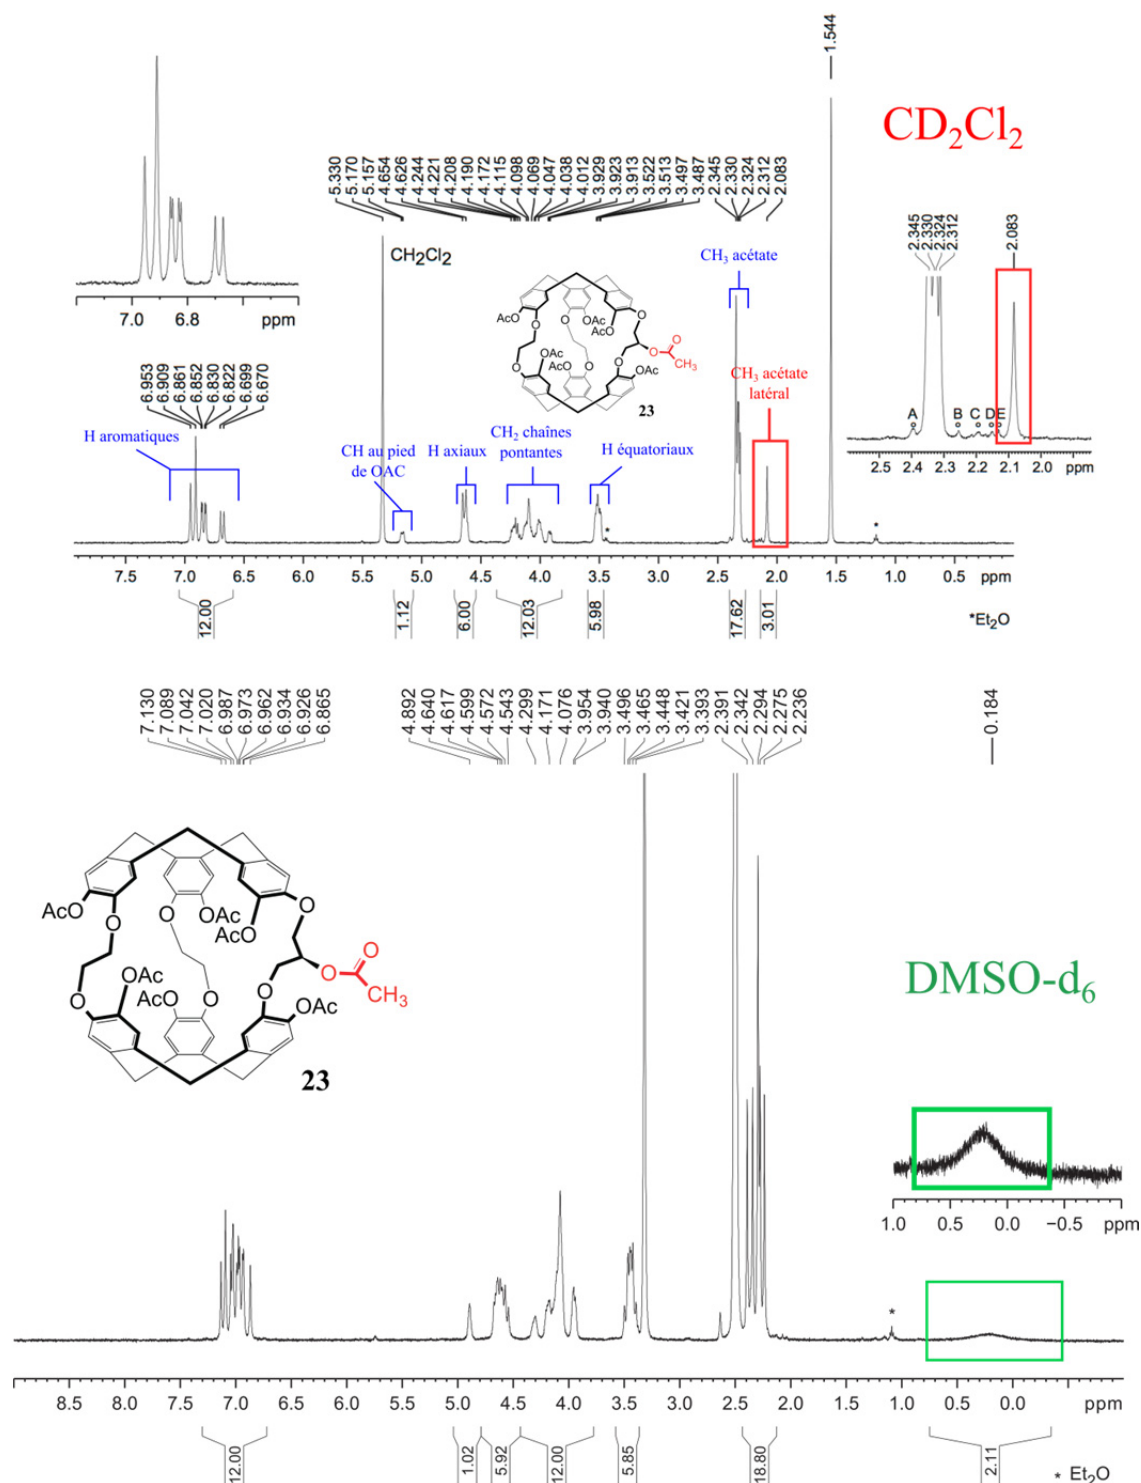 1.544
CD2Cl2
5.330
5.170
5.157
4.654
4.626
4.244
4.221
4.208
4.190
4.172
4.115
4.098
4.069
4.047
4.038
4.012
3.929
3.923
3.913
3.522
3.513
3.497
3.487
2.345
2.330
2.324
2.312
2.083
2.345
2.330
2.324
2.312
2.083
7.0 6.8 ppm
CH2Cl2
CH3 acétate
AcO
OAc
AcO
OAc
AcO
OAc
O
O
O
O
O
O
O
O
CH3
23
CH3 acétate
latéral
A B C D E
2.5 2.4 2.3 2.2 2.1 2.0 ppm
6.953
6.909
6.861
6.852
6.830
6.822
6.699
6.670
H aromatiques
CH au pied
de OAC
H axiaux
CH2 chaînes
pontantes
H équatoriaux
*
*
7.5 7.0 6.5 6.0 5.5 5.0 4.5 4.0 3.5 3.0 2.5 2.0 1.5 1.0 0.5 ppm
12.00
1.12
6.00
12.03
5.98
17.62
3.01
*Et2O
7.130
7.089
7.042
7.020
6.987
6.973
6.962
6.934
6.926
6.865
4.892
4.640
4.617
4.599
4.572
4.543
4.299
4.171
4.076
3.954
3.940
3.496
3.465
3.448
3.421
3.393
2.391
2.342
2.294
2.275
2.236
0.184
AcO
O
OAc
AcO
O
O
O
O
CH3
O
OAc
AcO
O
O
OAc
23
DMSO-d6
1.0 0.5 0.0 −0.5 ppm
*
8.5 8.0 7.5 7.0 6.5 6.0 5.5 5.0 4.5 4.0 3.5 3.0 2.5 2.0 1.5 1.0 0.5 0.0 ppm
12.00
1.02
5.92
12.00
5.85
18.80
2.11
* Et2O